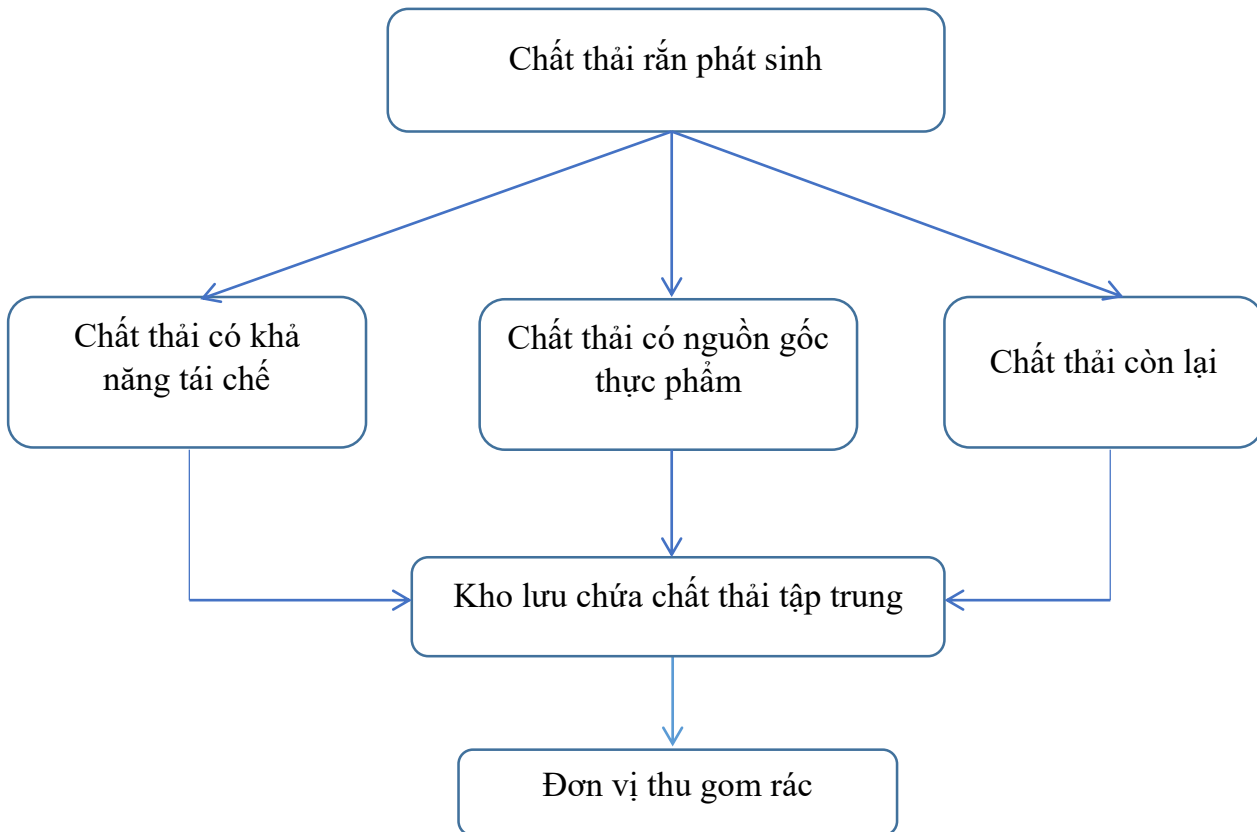 Chất thải rắn phát sinh
Chất thải có khả
năng tái chế
Chất thải có nguồn gốc
thực phẩm
Chất thải còn lại
Kho lưu chứa chất thải tập trung
Đơn vị thu gom rác